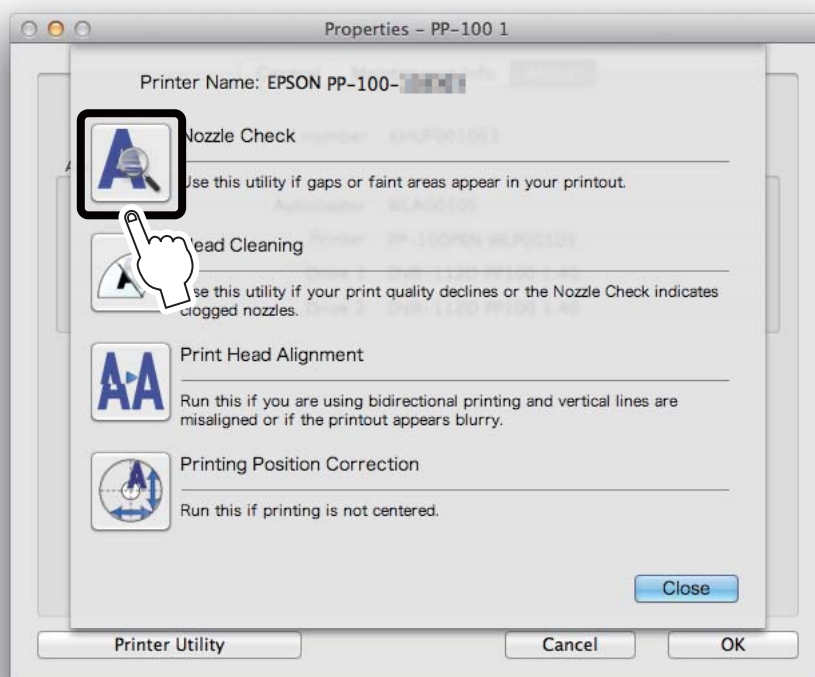 Properties – PP-100 1
Printer Name: EPSON PP-100-
Nozzle Check
Use this utility if gaps or faint areas appear in your printout.
Head Cleaning
Use this utility if your print quality declines or the Nozzle Check indicates
clogged nozzles.
Print Head Alignment
Run this if you are using bidirectional printing and vertical lines are
misaligned or if the printout appears blurry.
Printing Position Correction
Run this if printing is not centered.
Close
Printer Utility
Cancel
OK